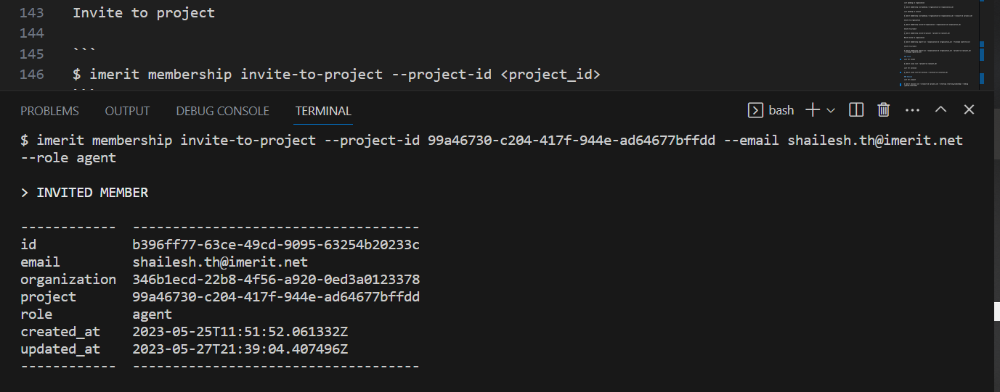 143 Invite to project
144
145 ```
146 $ imerit membership invite-to-project --project-id <project_id>
```
PROBLEMS OUTPUT DEBUG CONSOLE TERMINAL bash
$ imerit membership invite-to-project --project-id 99a46730-c204-417f-944e-ad64677bffdd --email shailesh.th@imerit.net
--role agent
> INVITED MEMBER
------------ ------------------------------------
id b396ff77-63ce-49cd-9095-63254b20233c
email shailesh.th@imerit.net
organization 346b1ecd-22b8-4f56-a920-0ed3a0123378
project 99a46730-c204-417f-944e-ad64677bffdd
role agent
created_at 2023-05-25T11:51:52.061332Z
updated_at 2023-05-27T21:39:04.407496Z
------------ ------------------------------------